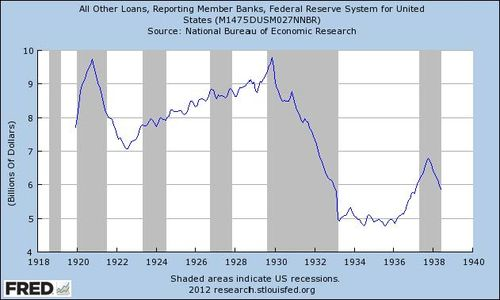 All Other Loans, Reporting Member Banks, Federal Reserve System for United
States (M1475DUSM027NNBR)
Source: National Bureau of Economic Research
10
9
8
7
6
5
4
(Billions Of Dollars)
1918 1920 1922 1924 1926 1928 1930 1932 1934 1936 1938 1940
Shaded areas indicate US recessions.
FRED 2012 research.stlouisfed.org